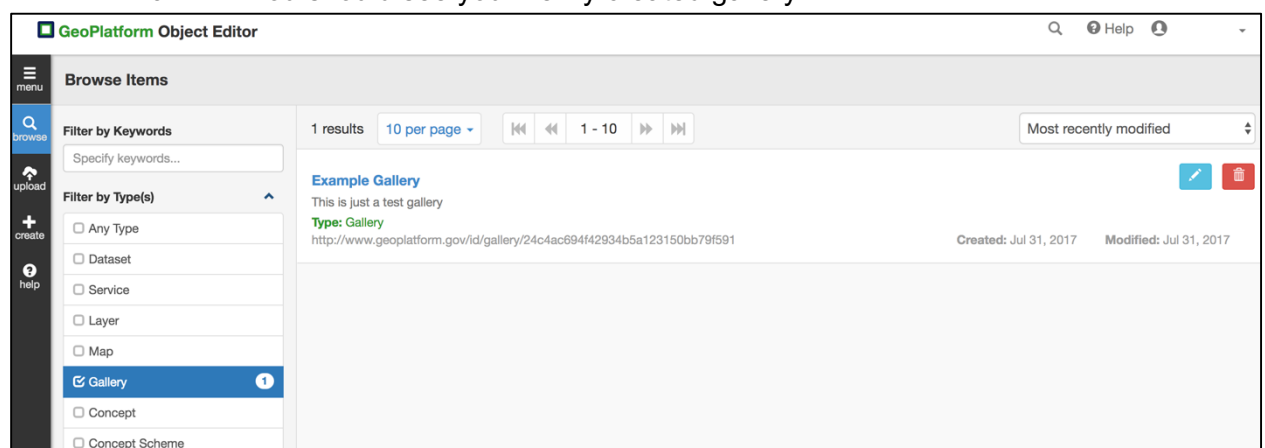 GeoPlatform Object Editor
Help
menu
Browse Items
browse
upload
create
help
Filter by Keywords
Specify keywords...
Filter by Type(s)
Any Type
Dataset
Service
Layer
Map
Gallery 1
Concept
Concept Scheme
1 results 10 per page 1 - 10 Most recently modified
Example Gallery
This is just a test gallery
Type: Gallery
http://www.geoplatform.gov/id/gallery/24c4ac694f42934b5a123150bb79f591
Created: Jul 31, 2017 Modified: Jul 31, 2017